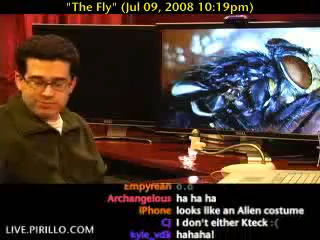 "The Fly" (Jul 09, 2008 10:19pm)
Empyrean o.o
Archangelous ha ha ha
iPhone looks like an Alien costume
CJ I don't either Kteck :(
kyle_vdk hahaha!
LIVE.PIRILLO.COM